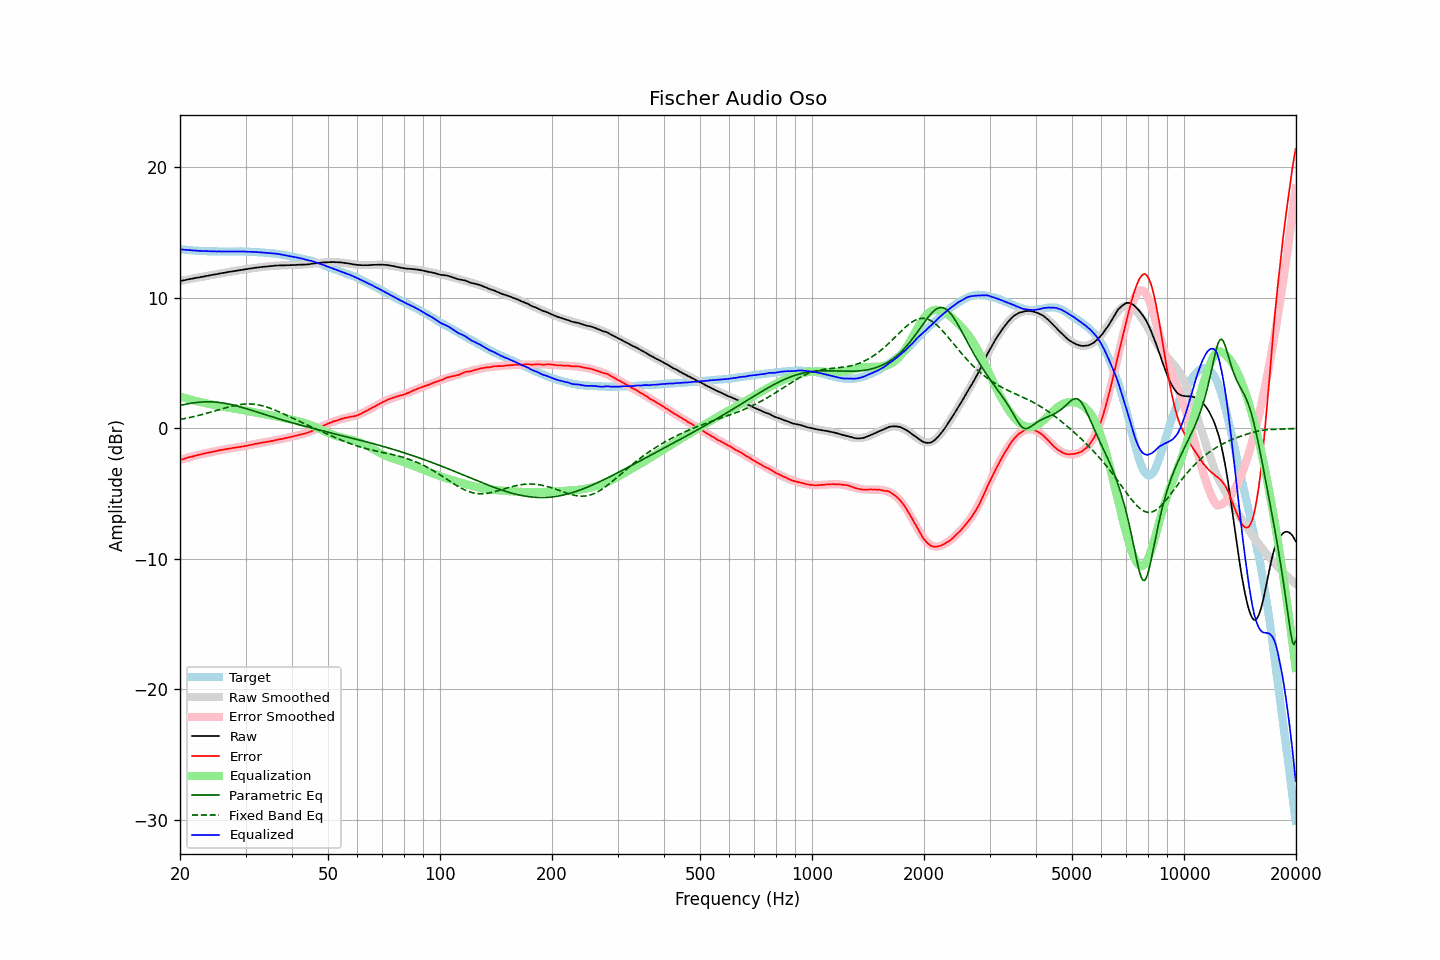 Fischer Audio Oso
Amplitude (dBr)
20
10
0
−10
−20
−30
Target
Raw Smoothed
Error Smoothed
Raw
Error
Equalization
Parametric Eq
Fixed Band Eq
Equalized
20 50 100 200 500 1000 2000 5000 10000 20000
Frequency (Hz)